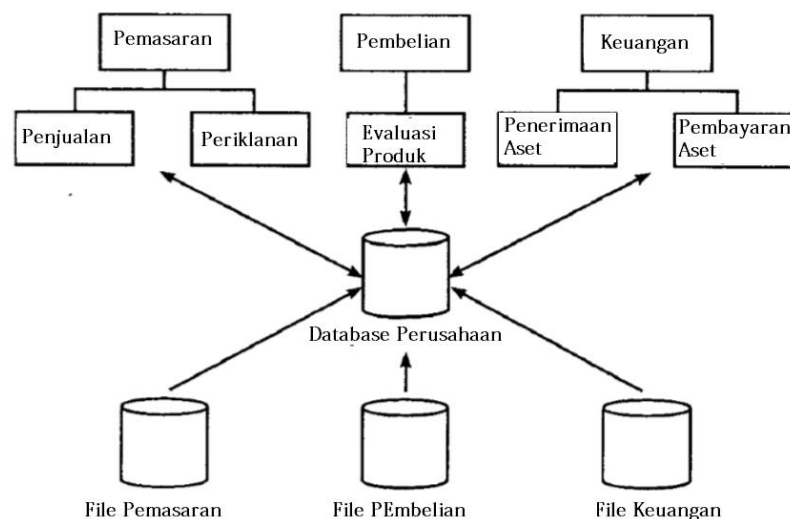 Pemasaran
Pembelian
Keuangan
Penjualan
Periklanan
Evaluasi
Produk
Penerimaan
Aset
Pembayaran
Aset
Database Perusahaan
File Pemasaran
File PEmbelian
File Keuangan